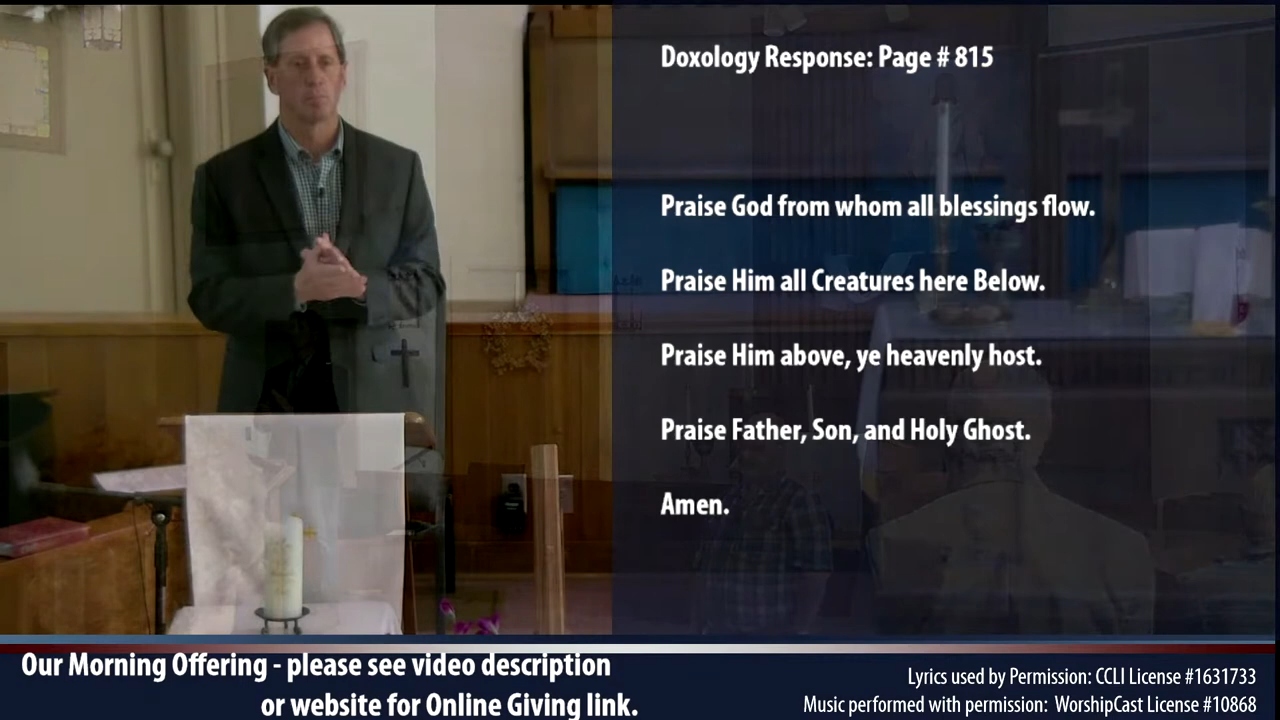 Doxology Response: Page # 815
Praise God from whom all blessings flow.
Praise Him all Creatures here Below.
Praise Him above, ye heavenly host.
Praise Father, Son, and Holy Ghost.
Amen.
Our Morning Offering - please see video description
or website for Online Giving link.
Lyrics used by Permission: CCLI License #1631733
Music performed with permission: WorshipCast License #10868